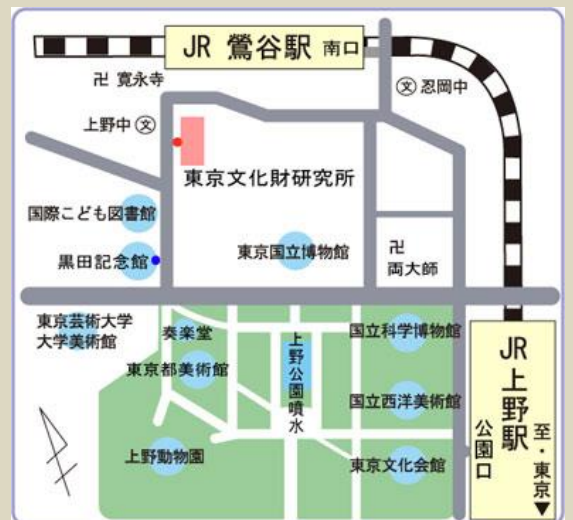 JR 鶯谷駅 南口
卍 寛永寺
文 忍岡中
上野中 文
東京文化財研究所
国際こども図書館
黒田記念館
東京国立博物館
卍
両大師
東京芸術大学
大学美術館
奏楽堂
東京都美術館
上野公園噴水
国立科学博物館
国立西洋美術館
上野動物園
東京文化会館
JR上野駅
公園口
至・東京▼